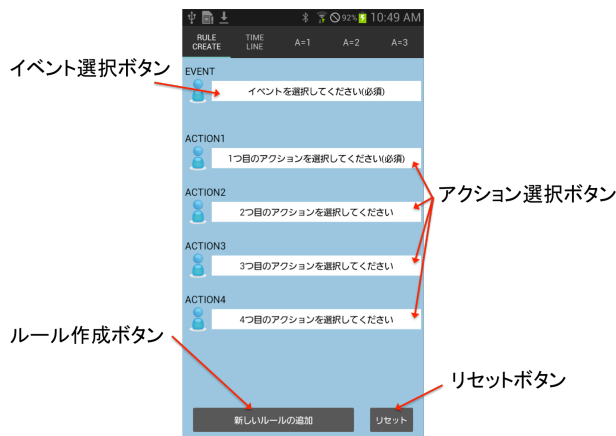 92% 10:49 AM
RULE CREATE
TIME LINE
A=1
A=2
A=3
イベント選択ボタン
EVENT
イベントを選択してください(必須)
ACTION1
1つ目のアクションを選択してください(必須)
アクション選択ボタン
ACTION2
2つ目のアクションを選択してください
ACTION3
3つ目のアクションを選択してください
ACTION4
4つ目のアクションを選択してください
ルール作成ボタン
リセットボタン
新しいルールの追加
リセット